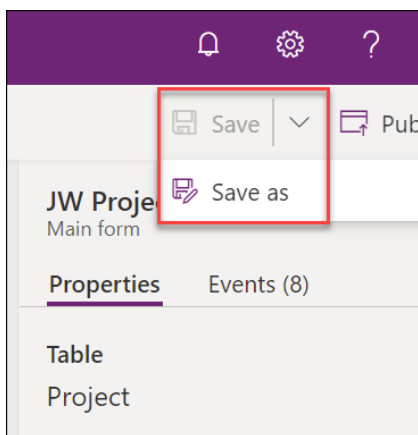 Save
Pub
Save as
JW Proje
Main form
Properties
Events (8)
Table
Project